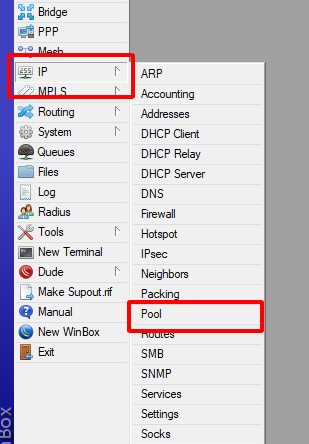 Bridge
PPP
Mesh
IP
MPLS
Routing
System
Queues
Files
Log
Radius
Tools
New Terminal
Dude
Make Supout.rif
Manual
New WinBox
Exit
ARP
Accounting
Addresses
DHCP Client
DHCP Relay
DHCP Server
DNS
Firewall
Hotspot
IPsec
Neighbors
Packing
Pool
Routes
SMB
SNMP
Services
Settings
Socks
255
nBox